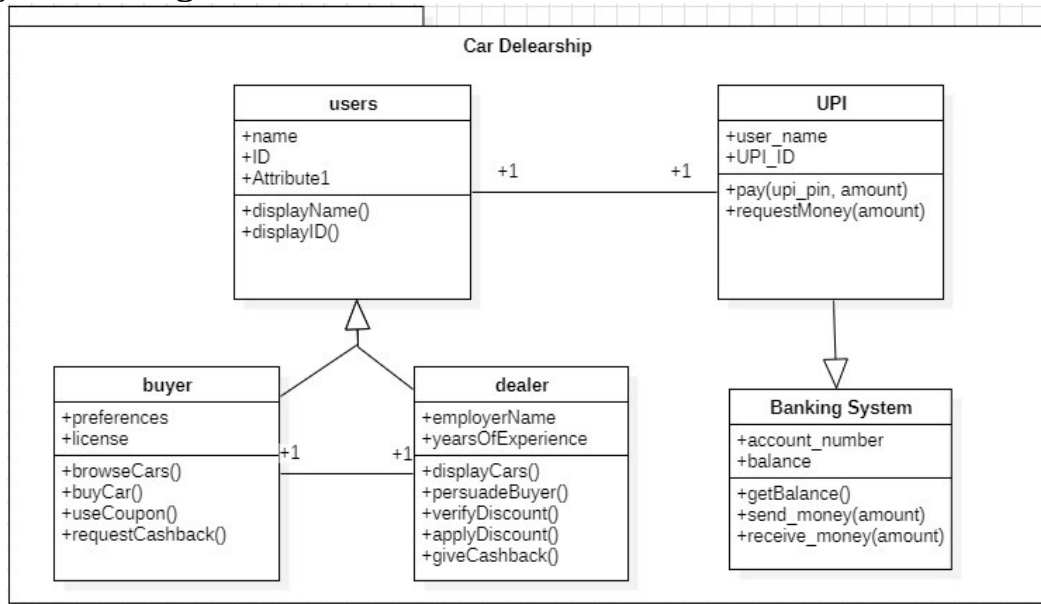 Car Delearship
users
+name
+ID
+Attribute1
+displayName()
+displayID()
+1
+1
UPI
+user_name
+UPI_ID
+pay(upi_pin, amount)
+requestMoney(amount)
buyer
+preferences
+license
+browseCars()
+buyCar()
+useCoupon()
+requestCashback()
+1
+1
dealer
+employerName
+yearsOfExperience
+displayCars()
+persuadeBuyer()
+verifyDiscount()
+applyDiscount()
+giveCashback()
Banking System
+account_number
+balance
+getBalance()
+send_money(amount)
+receive_money(amount)